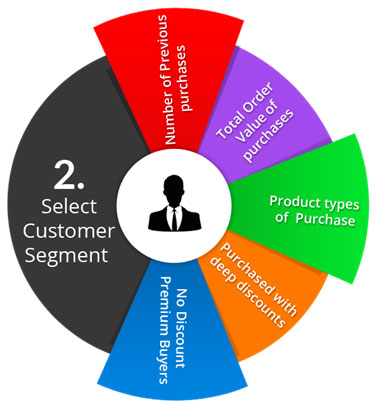 2.
Select
Customer
Segment
Number of Previous
purchases
Total Order
Value of
purchases
Product types
of Purchase
Purchased with
deep discounts
No Discount
Premium Buyers